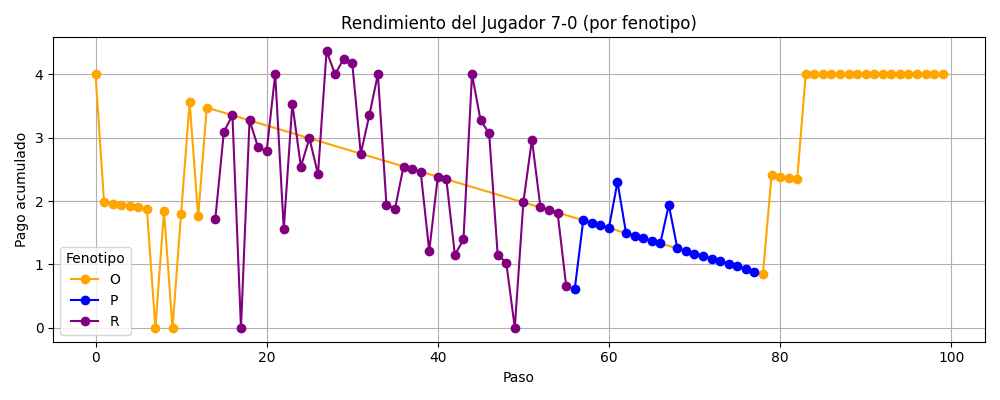 Rendimiento del Jugador 7-0 (por fenotipo)
Pago acumulado
4
3
2
1
0
Fenotipo
O
P
R
0
20
40
60
80
100
Paso